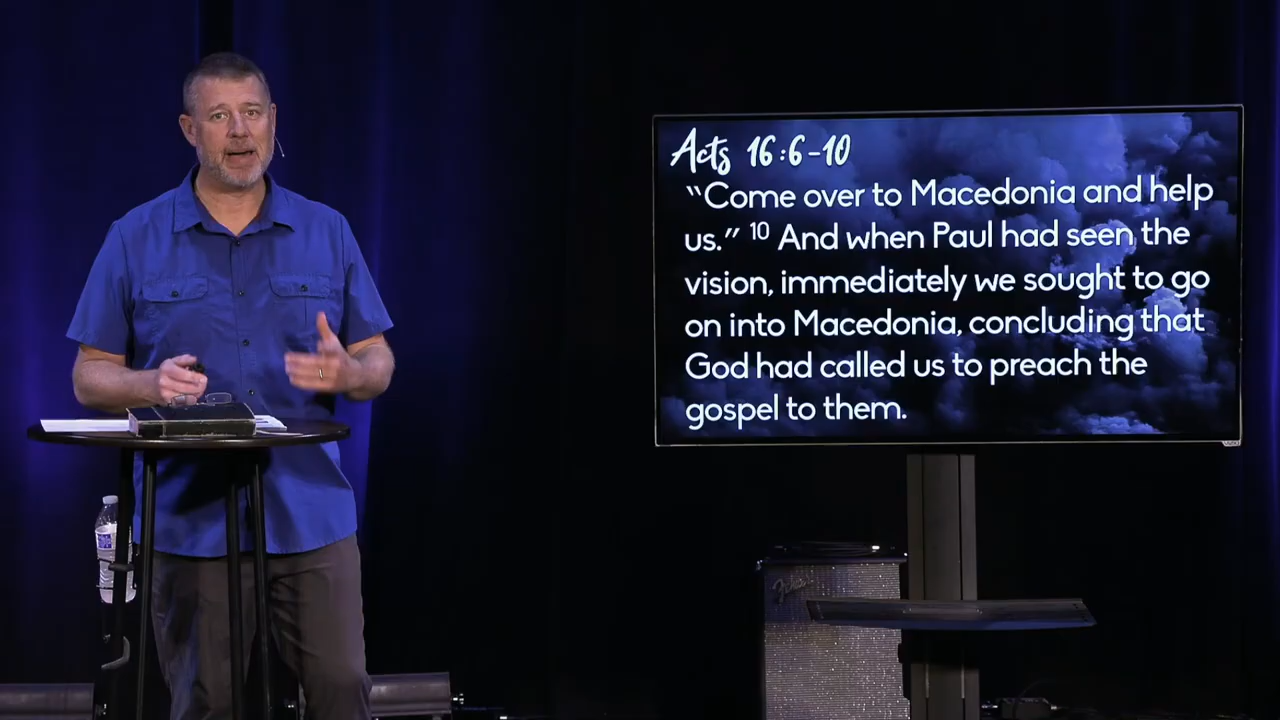 Acts 16:6-10
“Come over to Macedonia and help
us.” 10 And when Paul had seen the
vision, immediately we sought to go
on into Macedonia, concluding that
God had called us to preach the
gospel to them.
Fender